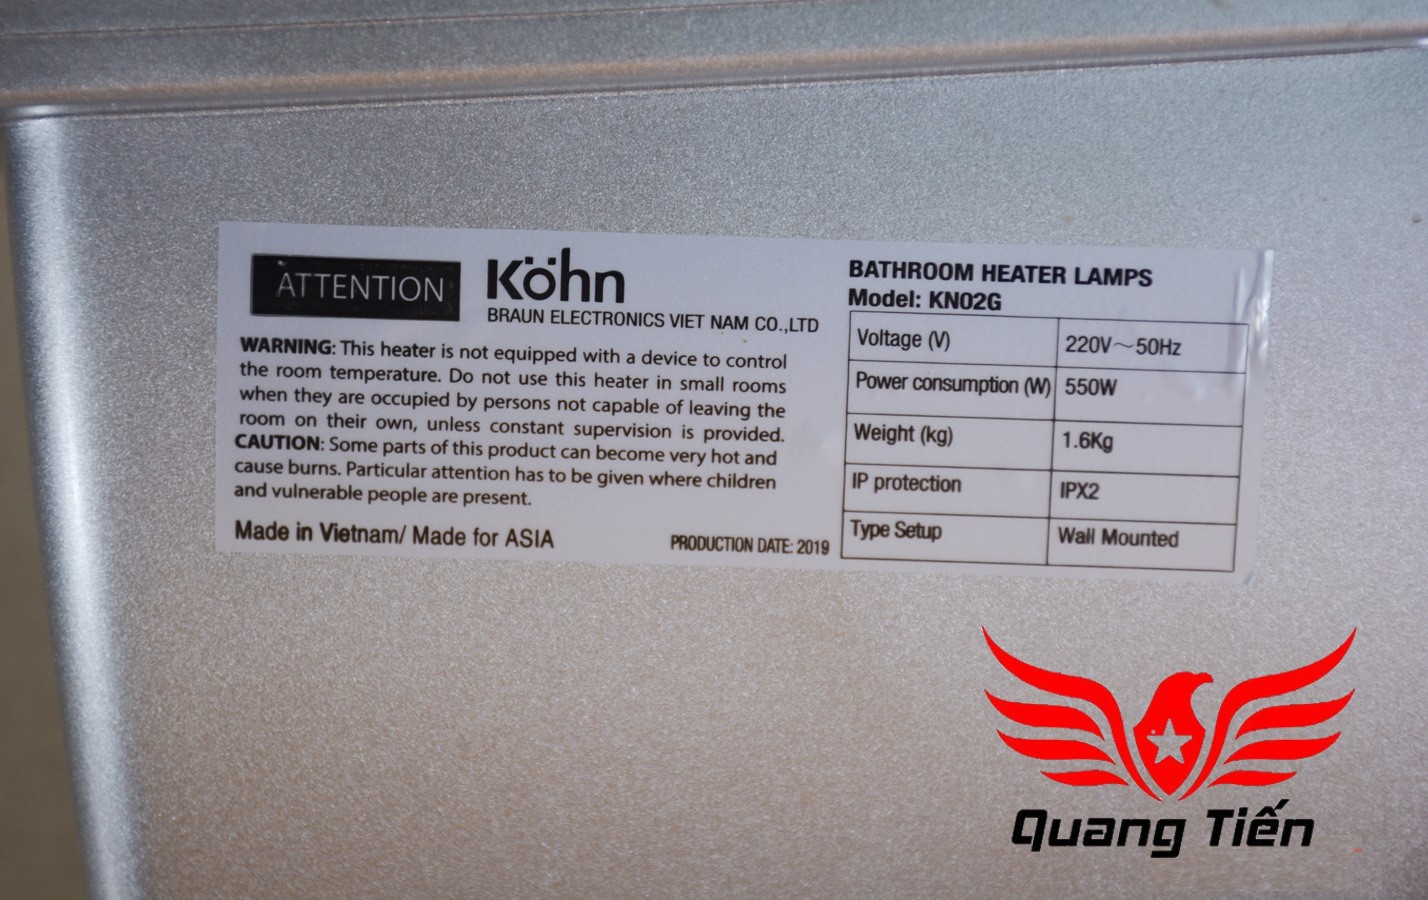 ATTENTION
Köhn
BRAUN ELECTRONICS VIET NAM CO.,LTD
WARNING: This heater is not equipped with a device to control
the room temperature. Do not use this heater in small rooms
when they are occupied by persons not capable of leaving the
room on their own, unless constant supervision is provided.
CAUTION: Some parts of this product can become very hot and
cause burns. Particular attention has to be given where children
and vulnerable people are present.
Made in Vietnam/ Made for ASIA
PRODUCTION DATE: 2019
BATHROOM HEATER LAMPS
Model: KN02G
Voltage (V) 220V～50Hz
Power consumption (W) 550W
Weight (kg) 1.6Kg
IP protection IPX2
Type Setup Wall Mounted
Quang Tiến